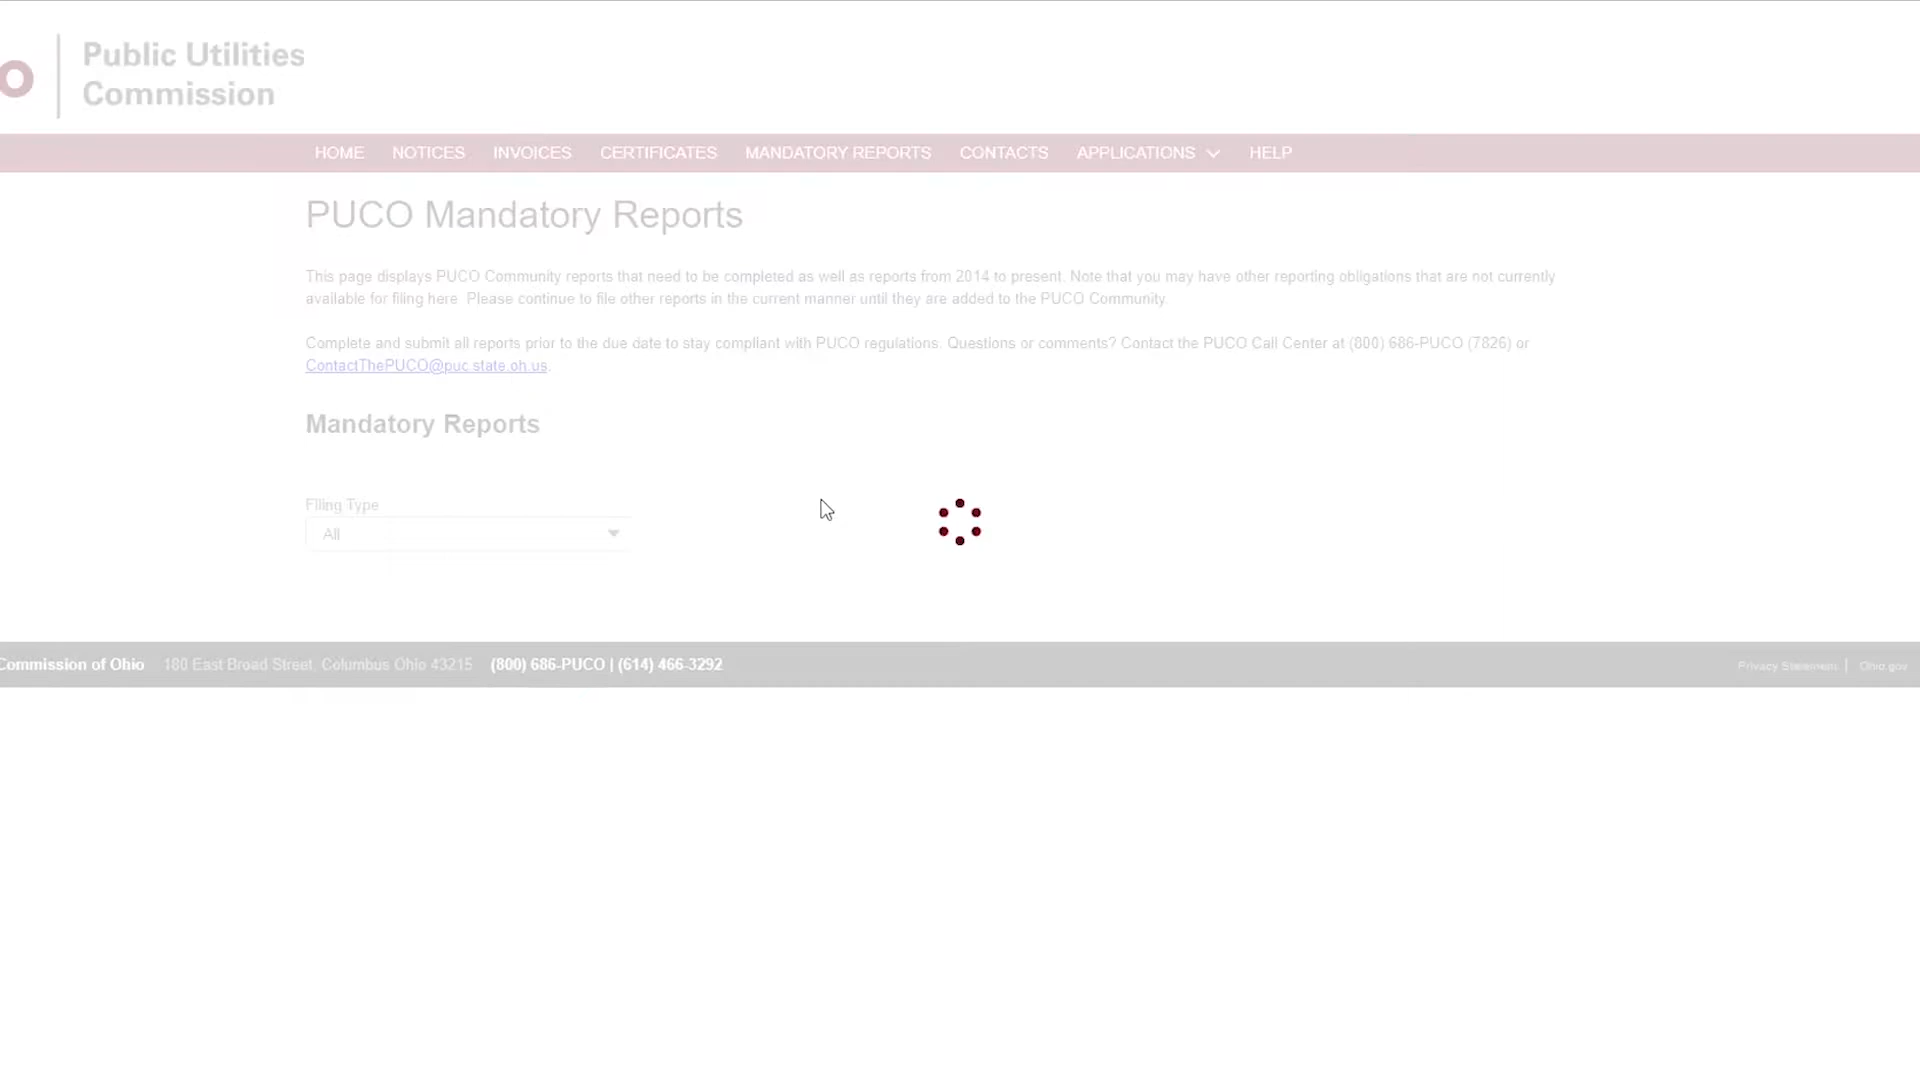 o
Public Utilities
Commission
HOME NOTICES INVOICES CERTIFICATES MANDATORY REPORTS CONTACTS APPLICATIONS HELP
PUCO Mandatory Reports
This page displays PUCO Community reports that need to be completed as well as reports from 2014 to present. Note that you may have other reporting obligations that are not currently
available for filing here. Please continue to file other reports in the current manner until they are added to the PUCO Community.
Complete and submit all reports prior to the due date to stay compliant with PUCO regulations. Questions or comments? Contact the PUCO Call Center at (800) 686-PUCO (7826) or
ContactThePUCO@puc.state.oh.us.
Mandatory Reports
Filing Type
All
Commission of Ohio 180 East Broad Street, Columbus Ohio 43215 (800) 686-PUCO | (614) 466-3292 Privacy Statement | Ohio.gov